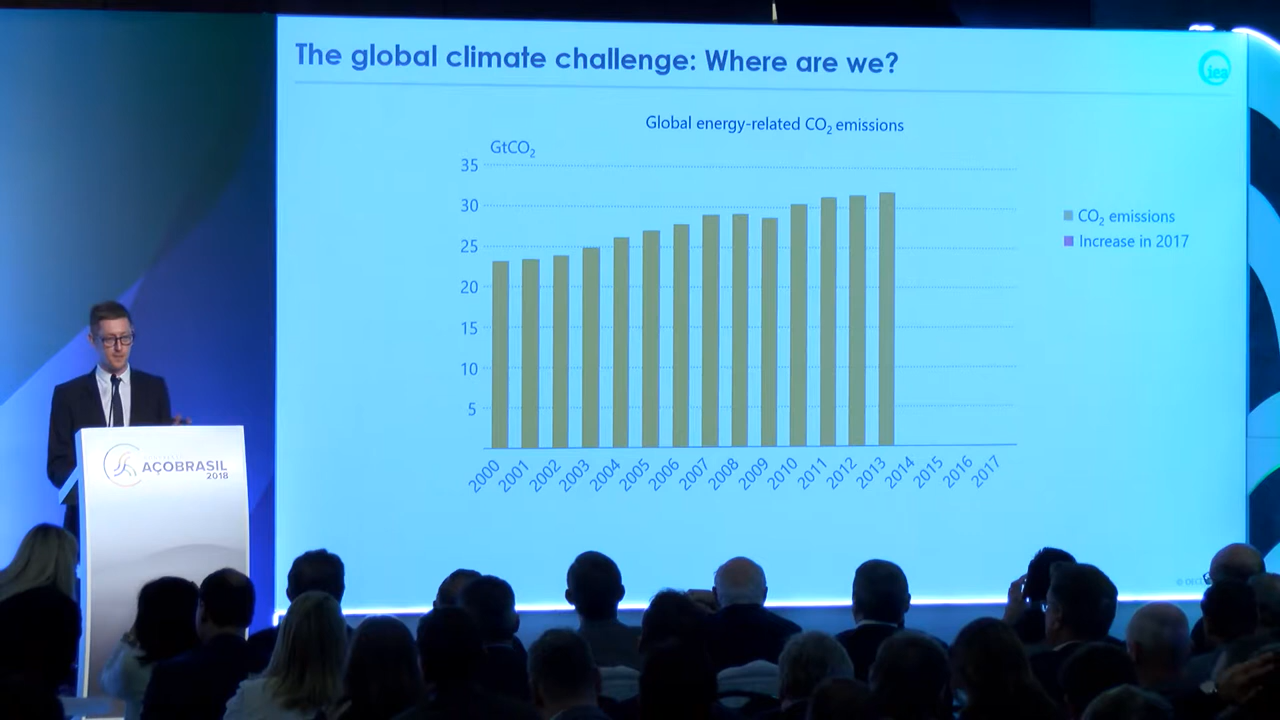 The global climate challenge: Where are we?
iea
Global energy-related CO₂ emissions
GtCO₂
35
30
25
20
15
10
5
2000 2001 2002 2003 2004 2005 2006 2007 2008 2009 2010 2011 2012 2013 2014 2015 2016 2017
CO₂ emissions
Increase in 2017
AÇOBRASIL
2018